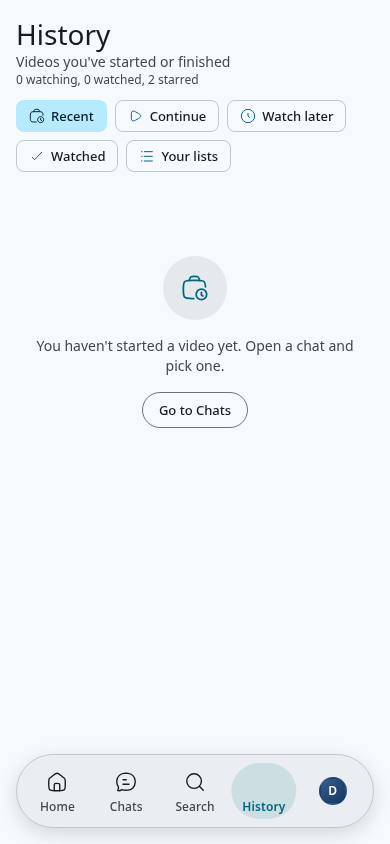 History
Videos you've started or finished
0 watching, 0 watched, 2 starred
Recent
Continue
Watch later
Watched
Your lists
You haven't started a video yet. Open a chat and
pick one.
Go to Chats
Home
Chats
Search
History
D